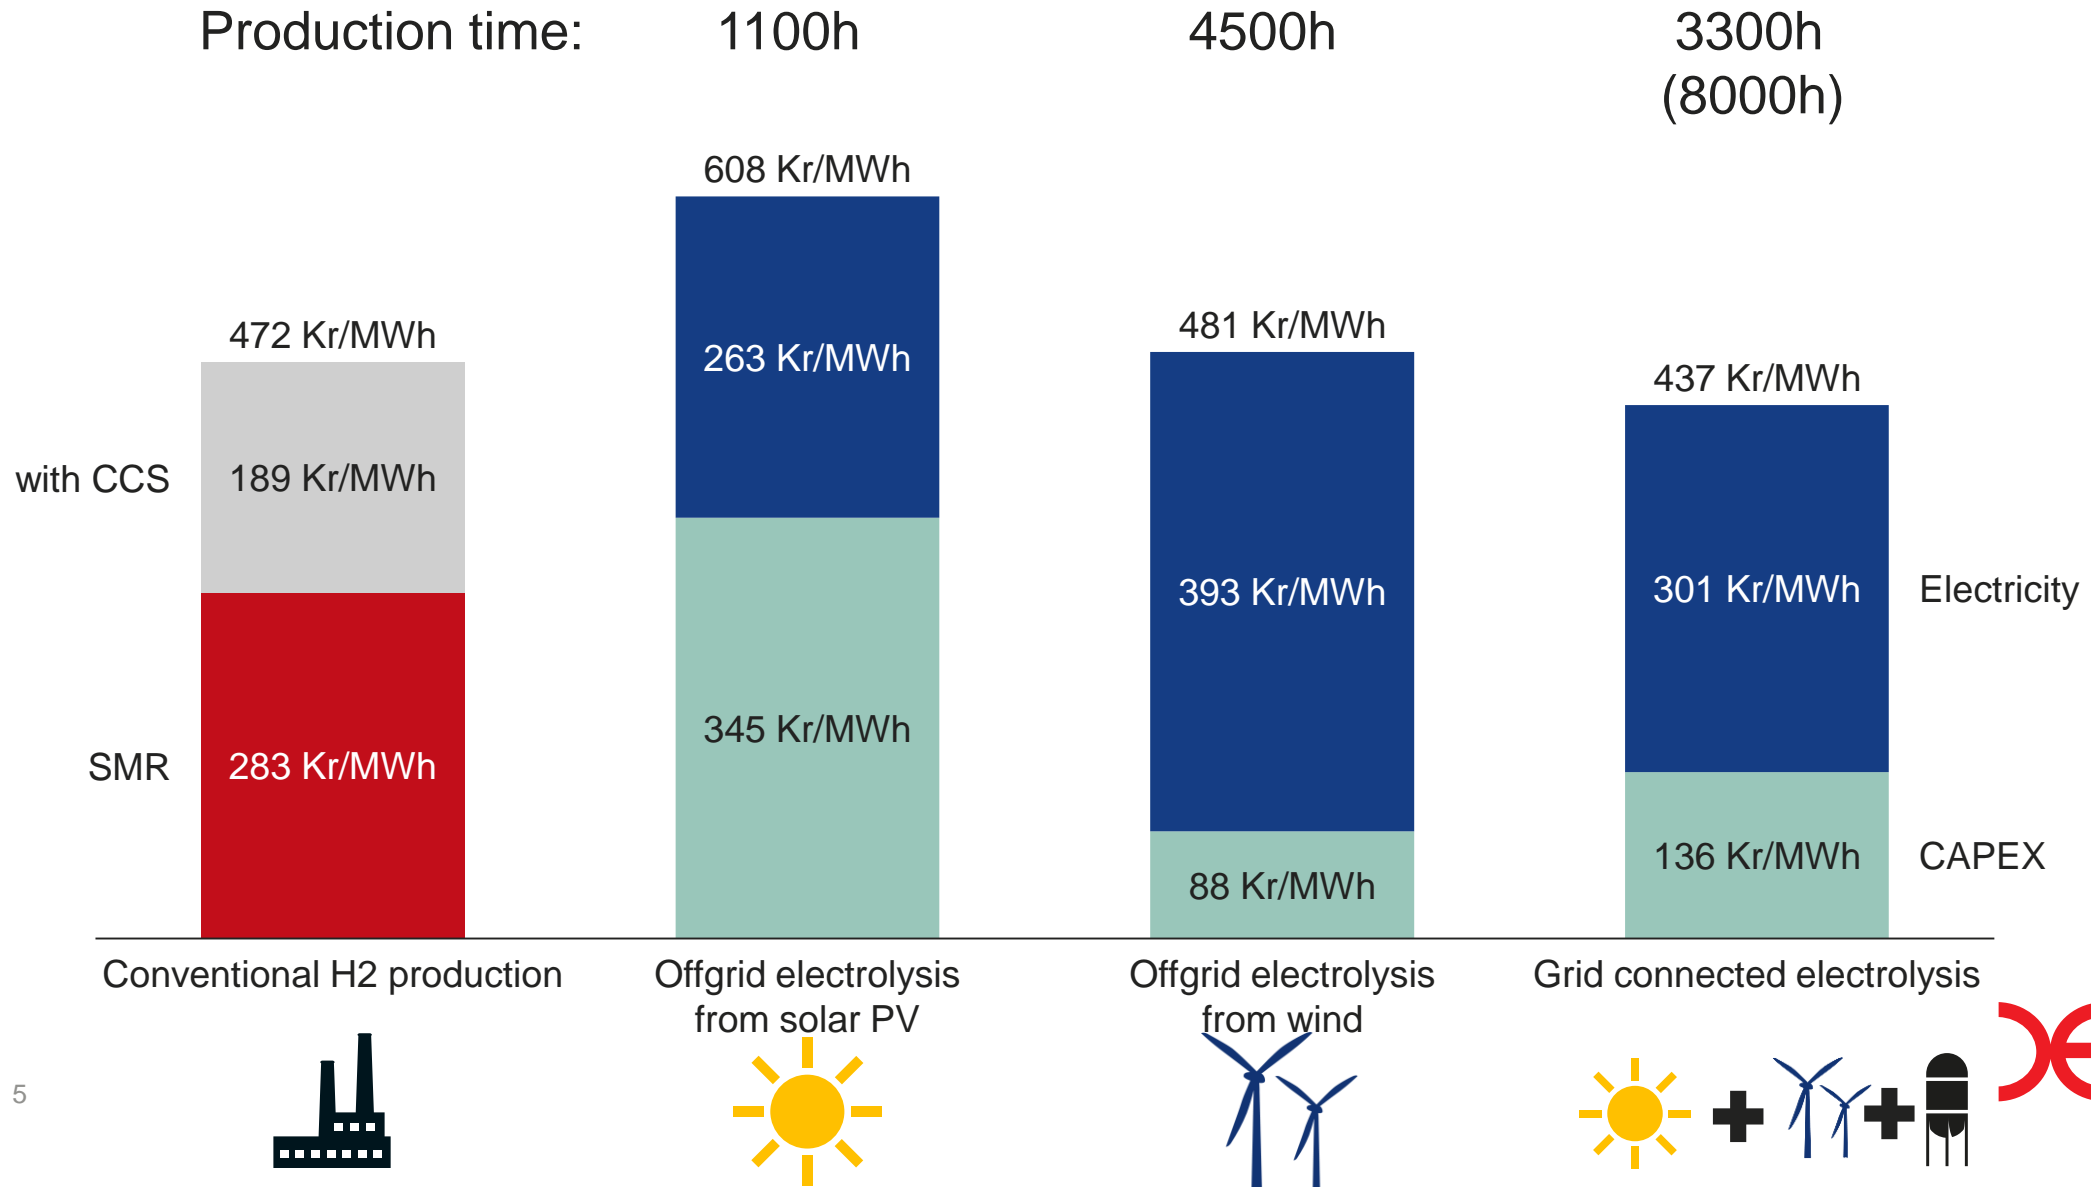 Production time: 1100h 4500h 3300h
(8000h)
608 Kr/MWh
472 Kr/MWh
481 Kr/MWh
437 Kr/MWh
263 Kr/MWh
with CCS
189 Kr/MWh
393 Kr/MWh
301 Kr/MWh
Electricity
345 Kr/MWh
SMR
283 Kr/MWh
88 Kr/MWh
136 Kr/MWh
CAPEX
Conventional H2 production
Offgrid electrolysis
from solar PV
Offgrid electrolysis
from wind
Grid connected electrolysis
5